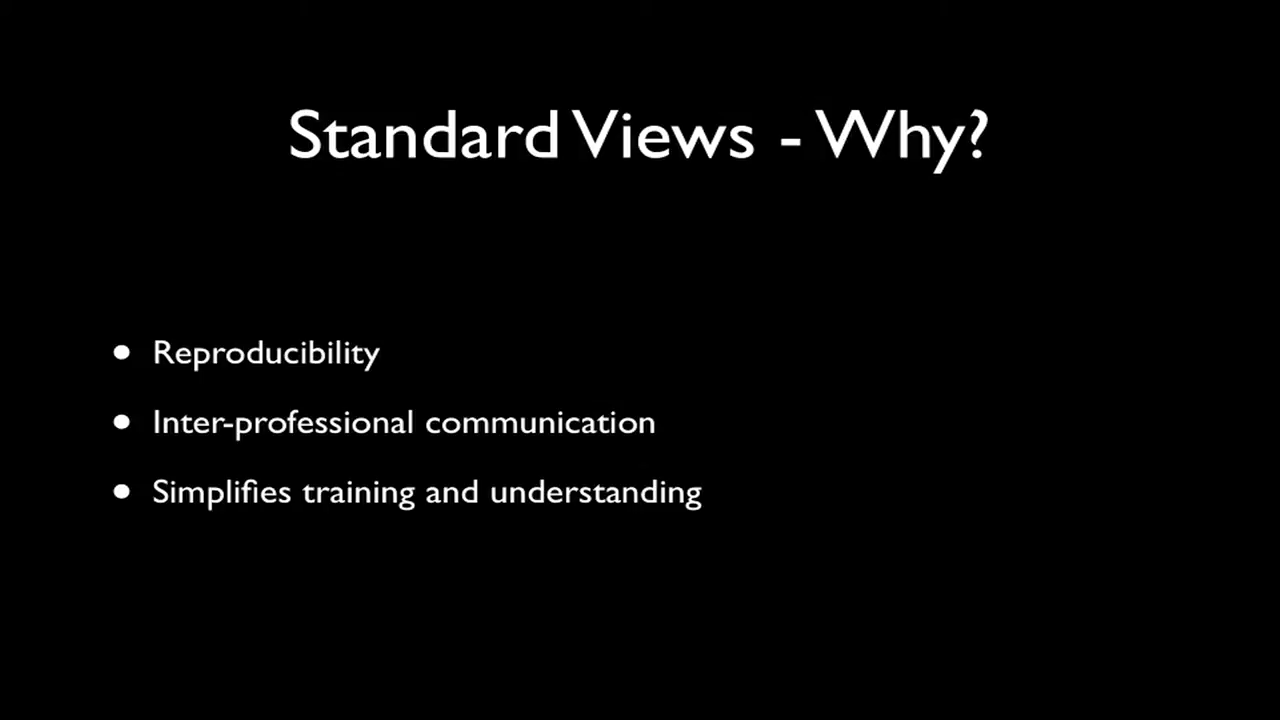 Standard Views - Why?
• Reproducibility
• Inter-professional communication
• Simplifies training and understanding